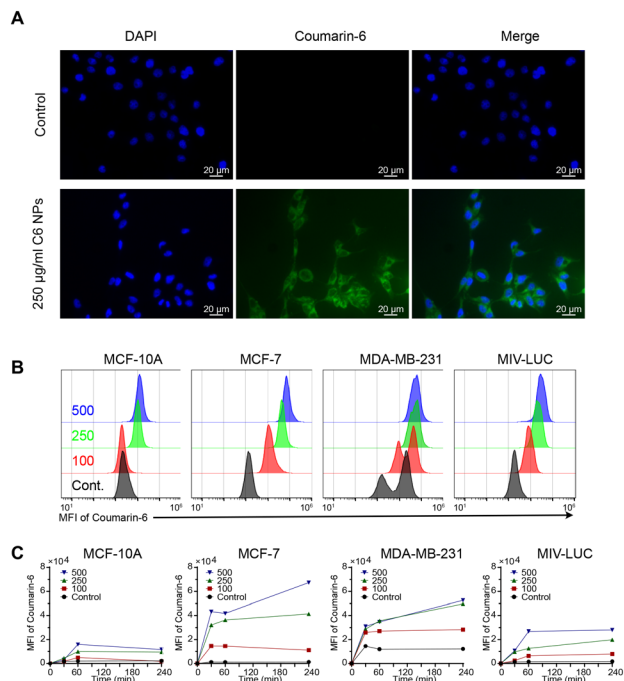 A
DAPI Coumarin-6 Merge
Control
20 µm 20 µm 20 µm
250 µg/ml C6 NPs
20 µm 20 µm 20 µm
B
MCF-10A MCF-7 MDA-MB-231 MIV-LUC
500
250
100
Cont.
10¹ 10⁶ 10¹ 10⁶ 10¹ 10⁶ 10¹ 10⁶
MFI of Coumarin-6
C
MCF-10A MCF-7 MDA-MB-231 MIV-LUC
×10⁴ ×10⁴ ×10⁴ ×10⁴
MFI of Coumarin-6 MFI of Coumarin-6 MFI of Coumarin-6 MFI of Coumarin-6
8 8 8 8
6 6 6 6
4 4 4 4
2 2 2 2
0 0 0 0
500 500 500 500
250 250 250 250
100 100 100 100
Control Control Control Control
0 60 120 180 240 0 60 120 180 240 0 60 120 180 240 0 60 120 180 240
Time (min) Time (min) Time (min) Time (min)